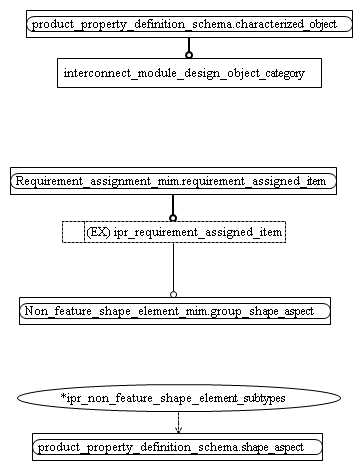 product_property_definition_schema.characterized_object
interconnect_module_design_object_category
Requirement_assignment_mim.requirement_assigned_item
(EX) ipr_requirement_assigned_item
Non_feature_shape_element_mim.group_shape_aspect
*ipr_non_feature_shape_element_subtypes
product_property_definition_schema.shape_aspect